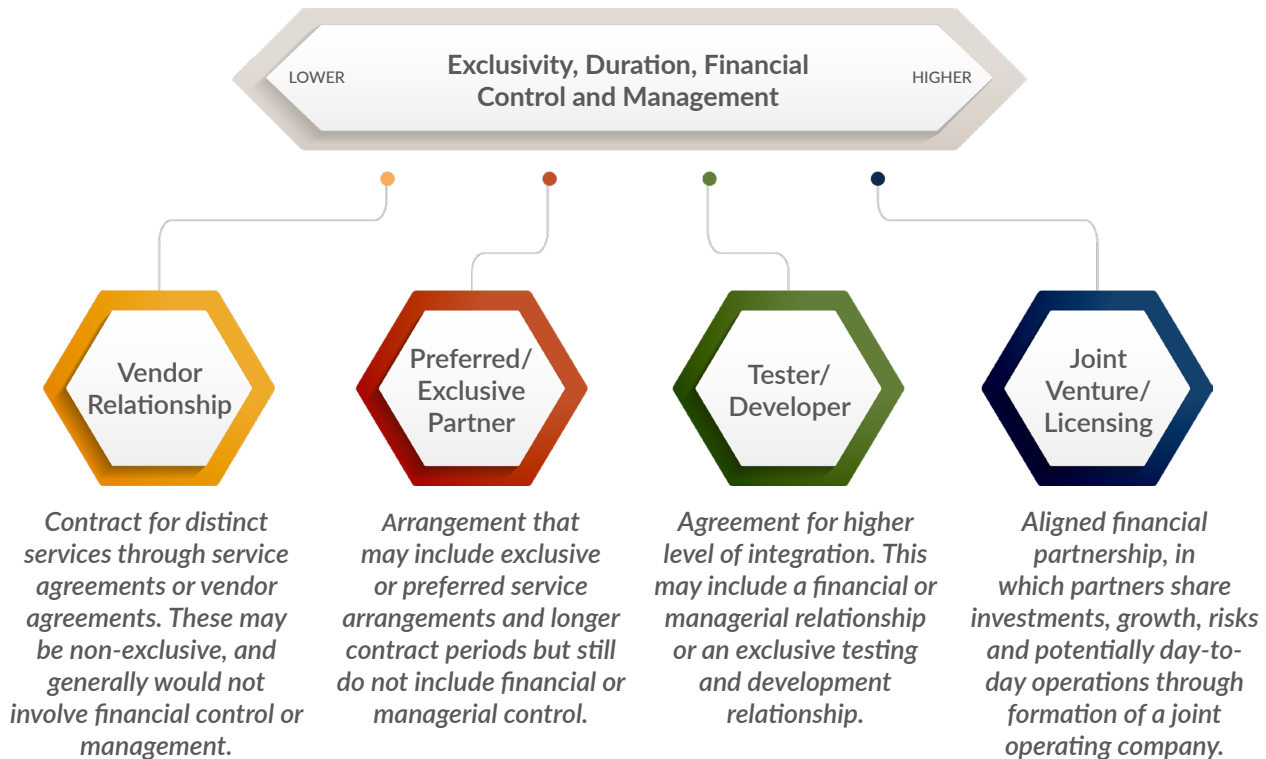 LOWER
Exclusivity, Duration, Financial
Control and Management
HIGHER
Vendor
Relationship
Preferred/
Exclusive
Partner
Tester/
Developer
Joint
Venture/
Licensing
Contract for distinct
services through service
agreements or vendor
agreements. These may
be non-exclusive, and
generally would not
involve financial control or
management.
Arrangement that
may include exclusive
or preferred service
arrangements and longer
contract periods but still
do not include financial or
managerial control.
Agreement for higher
level of integration. This
may include a financial or
managerial relationship
or an exclusive testing
and development
relationship.
Aligned financial
partnership, in
which partners share
investments, growth, risks
and potentially day-to-
day operations through
formation of a joint
operating company.